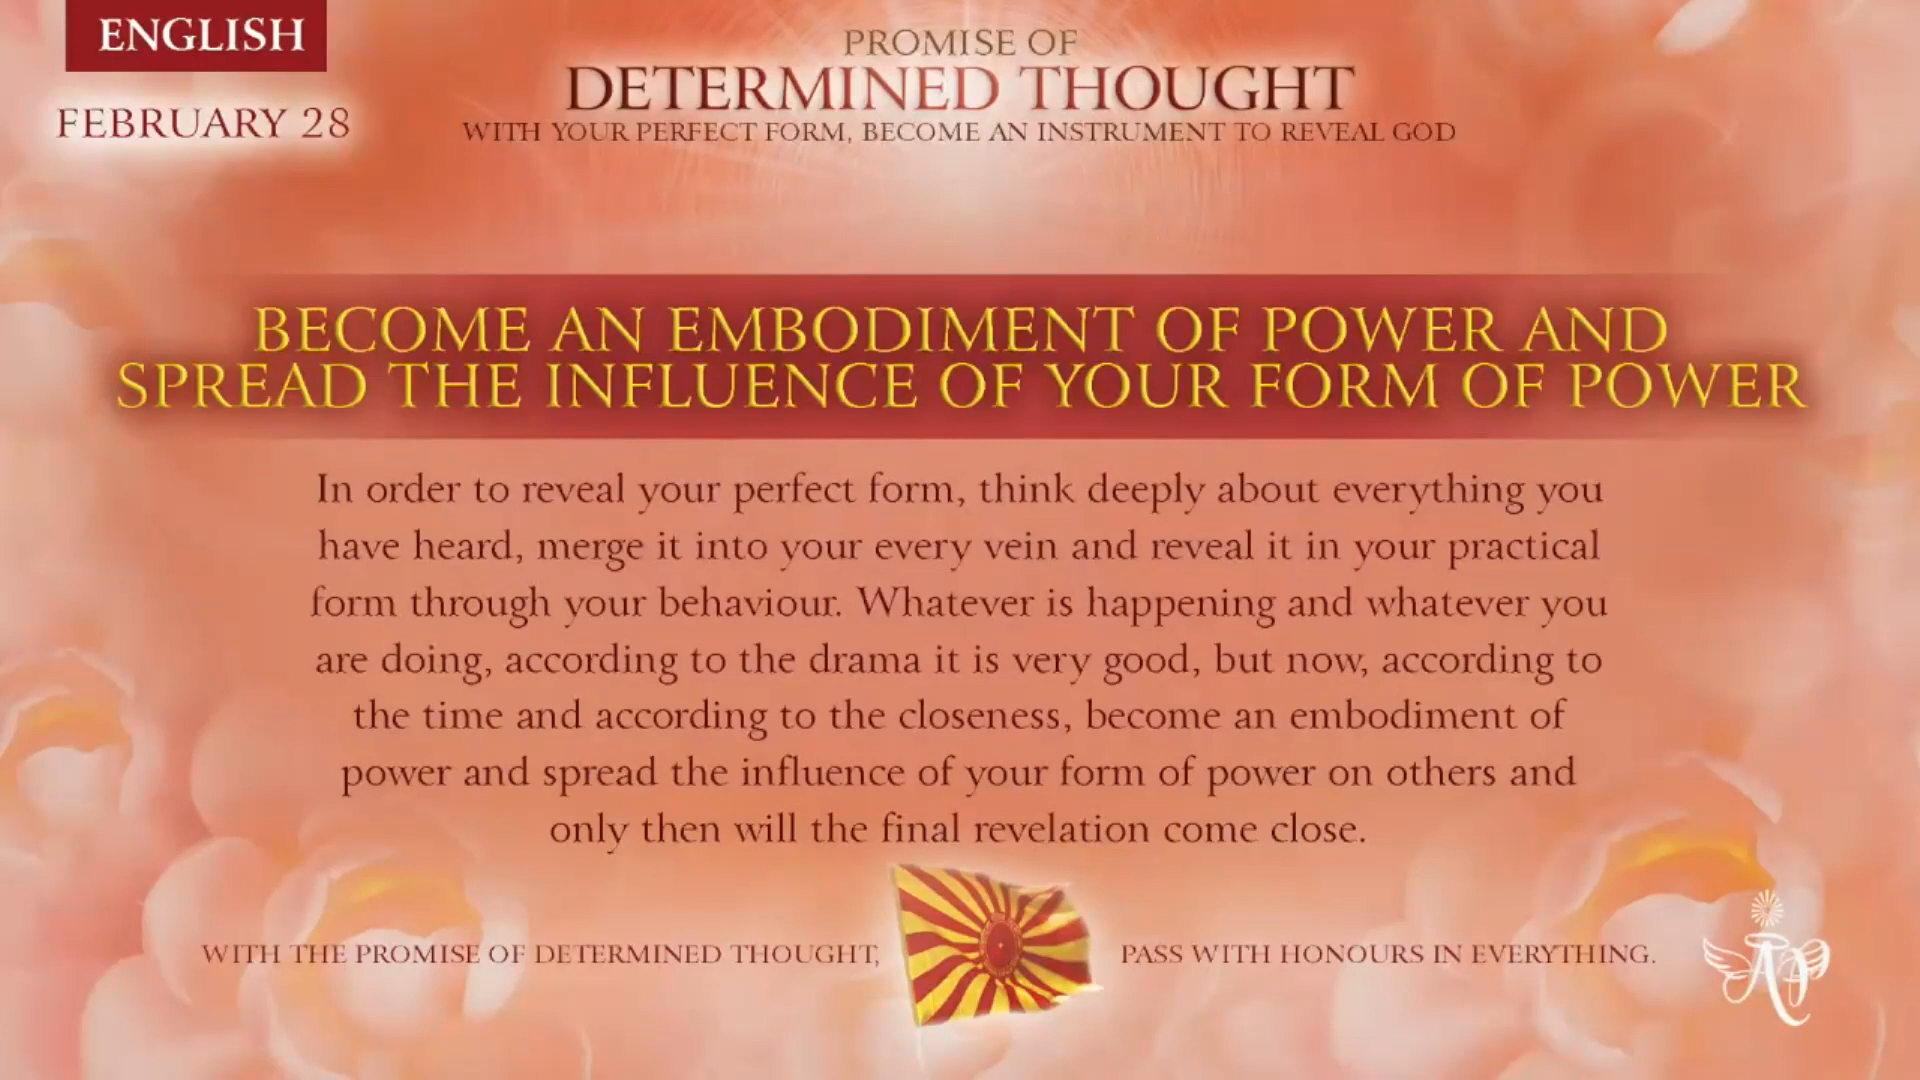 ENGLISH
FEBRUARY 28
PROMISE OF
DETERMINED THOUGHT
WITH YOUR PERFECT FORM, BECOME AN INSTRUMENT TO REVEAL GOD
BECOME AN EMBODIMENT OF POWER AND
SPREAD THE INFLUENCE OF YOUR FORM OF POWER
In order to reveal your perfect form, think deeply about everything you
have heard, merge it into your every vein and reveal it in your practical
form through your behaviour. Whatever is happening and whatever you
are doing, according to the drama it is very good, but now, according to
the time and according to the closeness, become an embodiment of
power and spread the influence of your form of power on others and
only then will the final revelation come close.
WITH THE PROMISE OF DETERMINED THOUGHT,
PASS WITH HONOURS IN EVERYTHING.